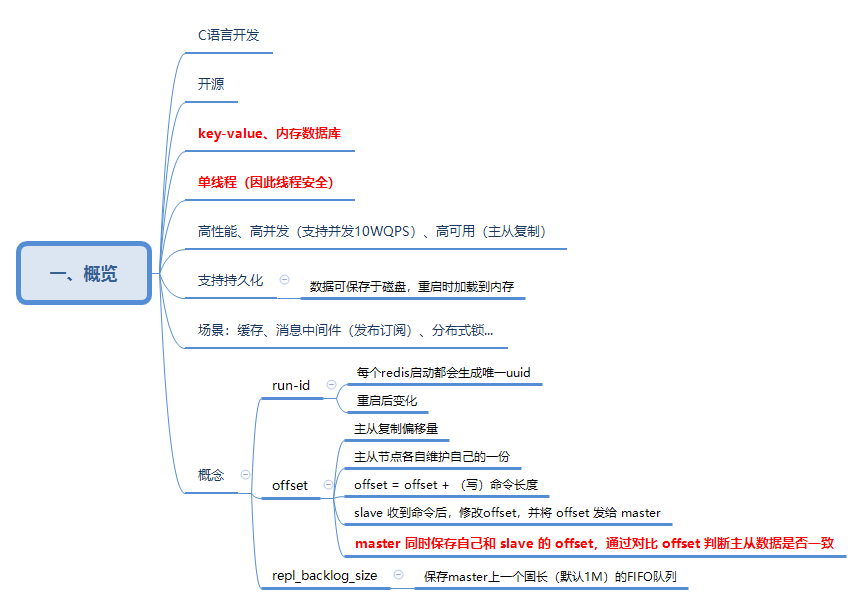 一、概览
C语言开发
开源
key-value、内存数据库
单线程（因此线程安全）
高性能、高并发（支持并发10WQPS）、高可用（主从复制）
支持持久化
数据可保存于磁盘，重启时加载到内存
场景：缓存、消息中间件（发布订阅）、分布式锁...
概念
run-id
每个redis启动都会生成唯一uuid
重启后变化
offset
主从复制偏移量
主从节点各自维护自己的一份
offset = offset + （写）命令长度
slave 收到命令后，修改offset，并将 offset 发给 master
master 同时保存自己和 slave 的 offset，通过对比 offset 判断主从数据是否一致
repl_backlog_size
保存master上一个固长（默认1M）的FIFO队列